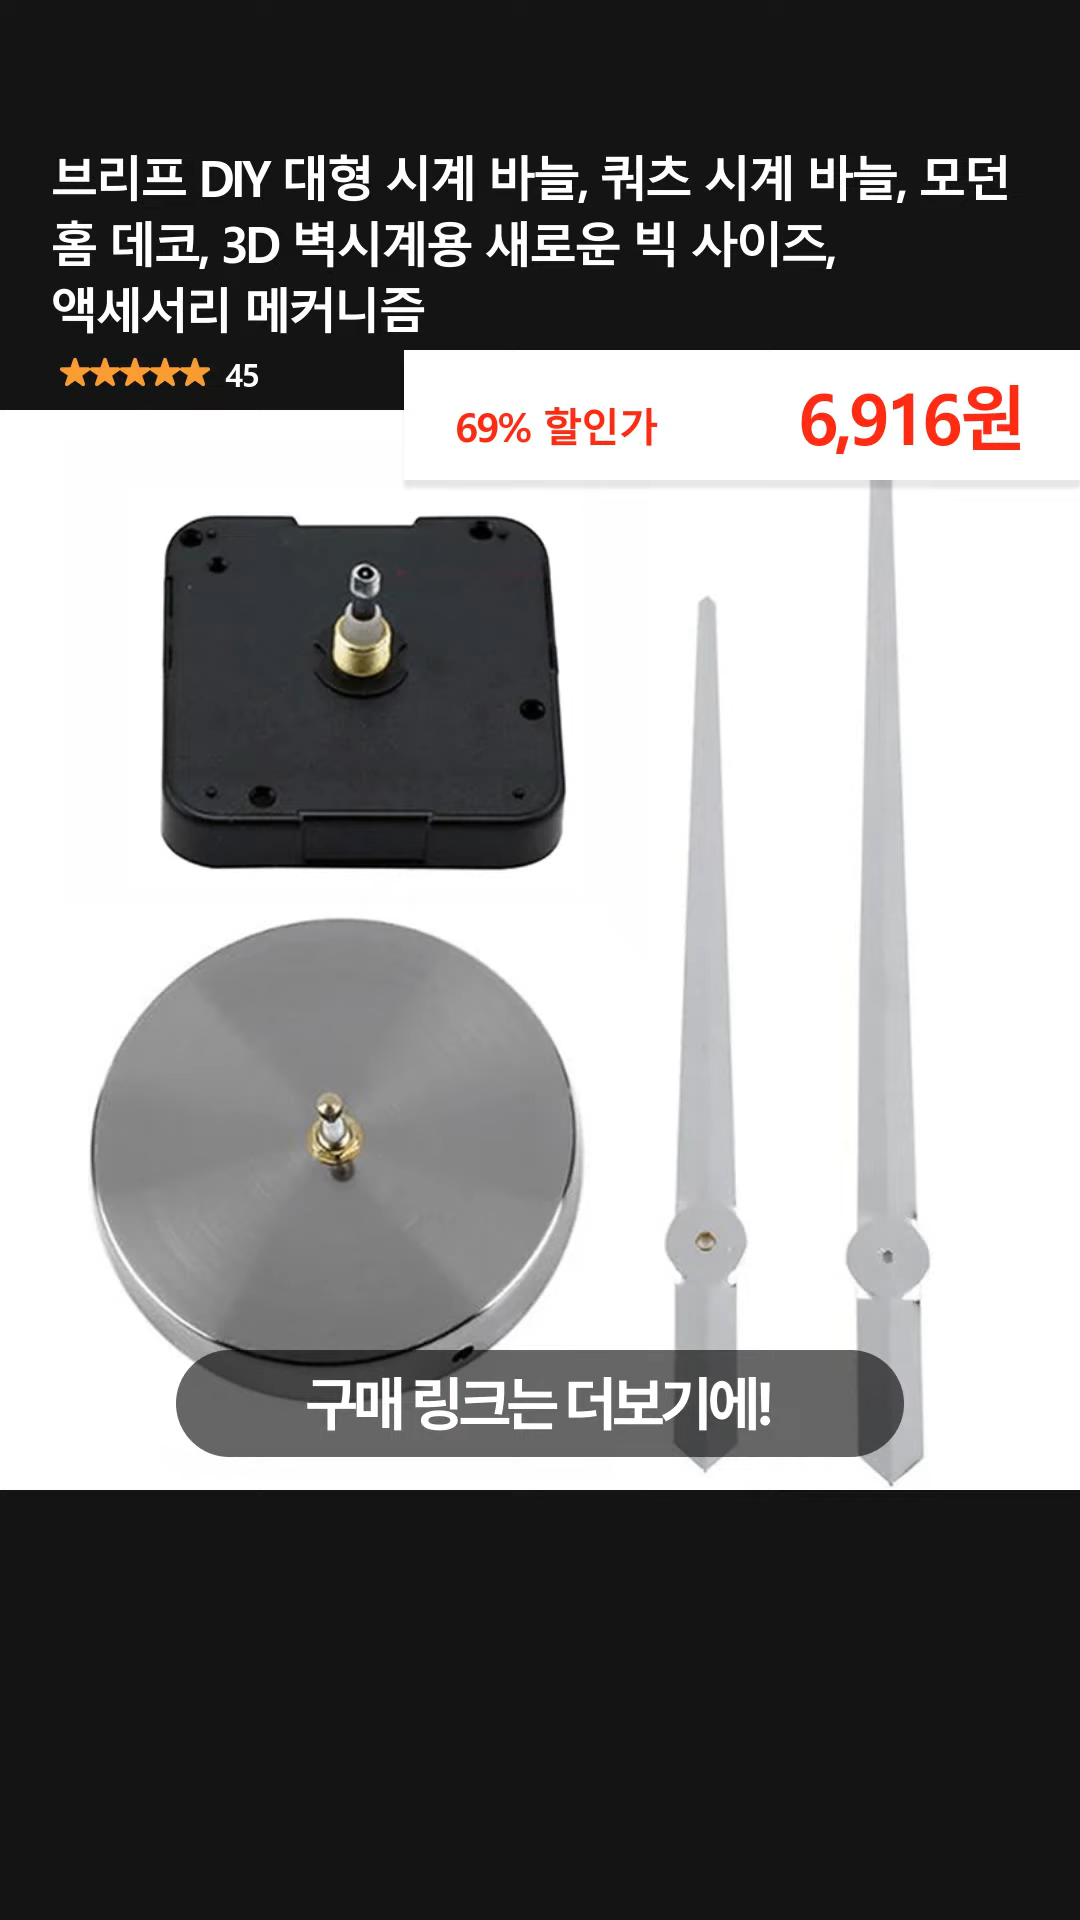 브리프 DIY 대형 시계 바늘, 쿼츠 시계 바늘, 모던
홈 데코, 3D 벽시계용 새로운 빅 사이즈,
액세서리 메커니즘
45
69% 할인가
6,916원
구매 링크는 더보기에!